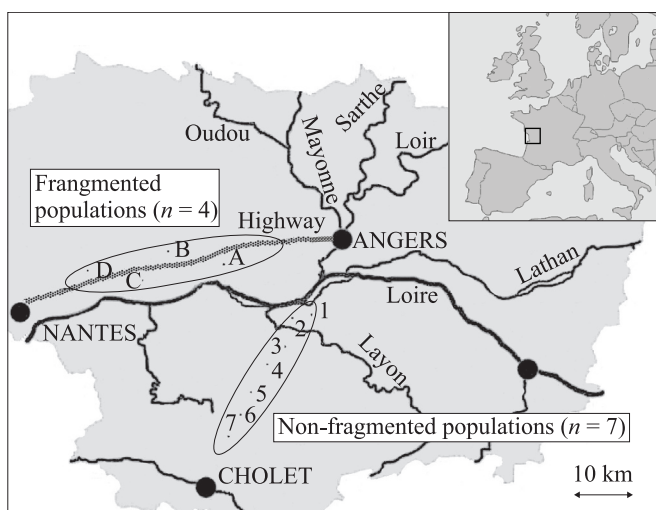 Oudou
Mayonne
Sarthe
Loir
Frangmented
populations (n = 4)
Highway
ANGERS
D
B
A
C
Lathan
Loire
NANTES
1
2
3
4
5
6
7
Layon
Non-fragmented populations (n = 7)
CHOLET
10 km